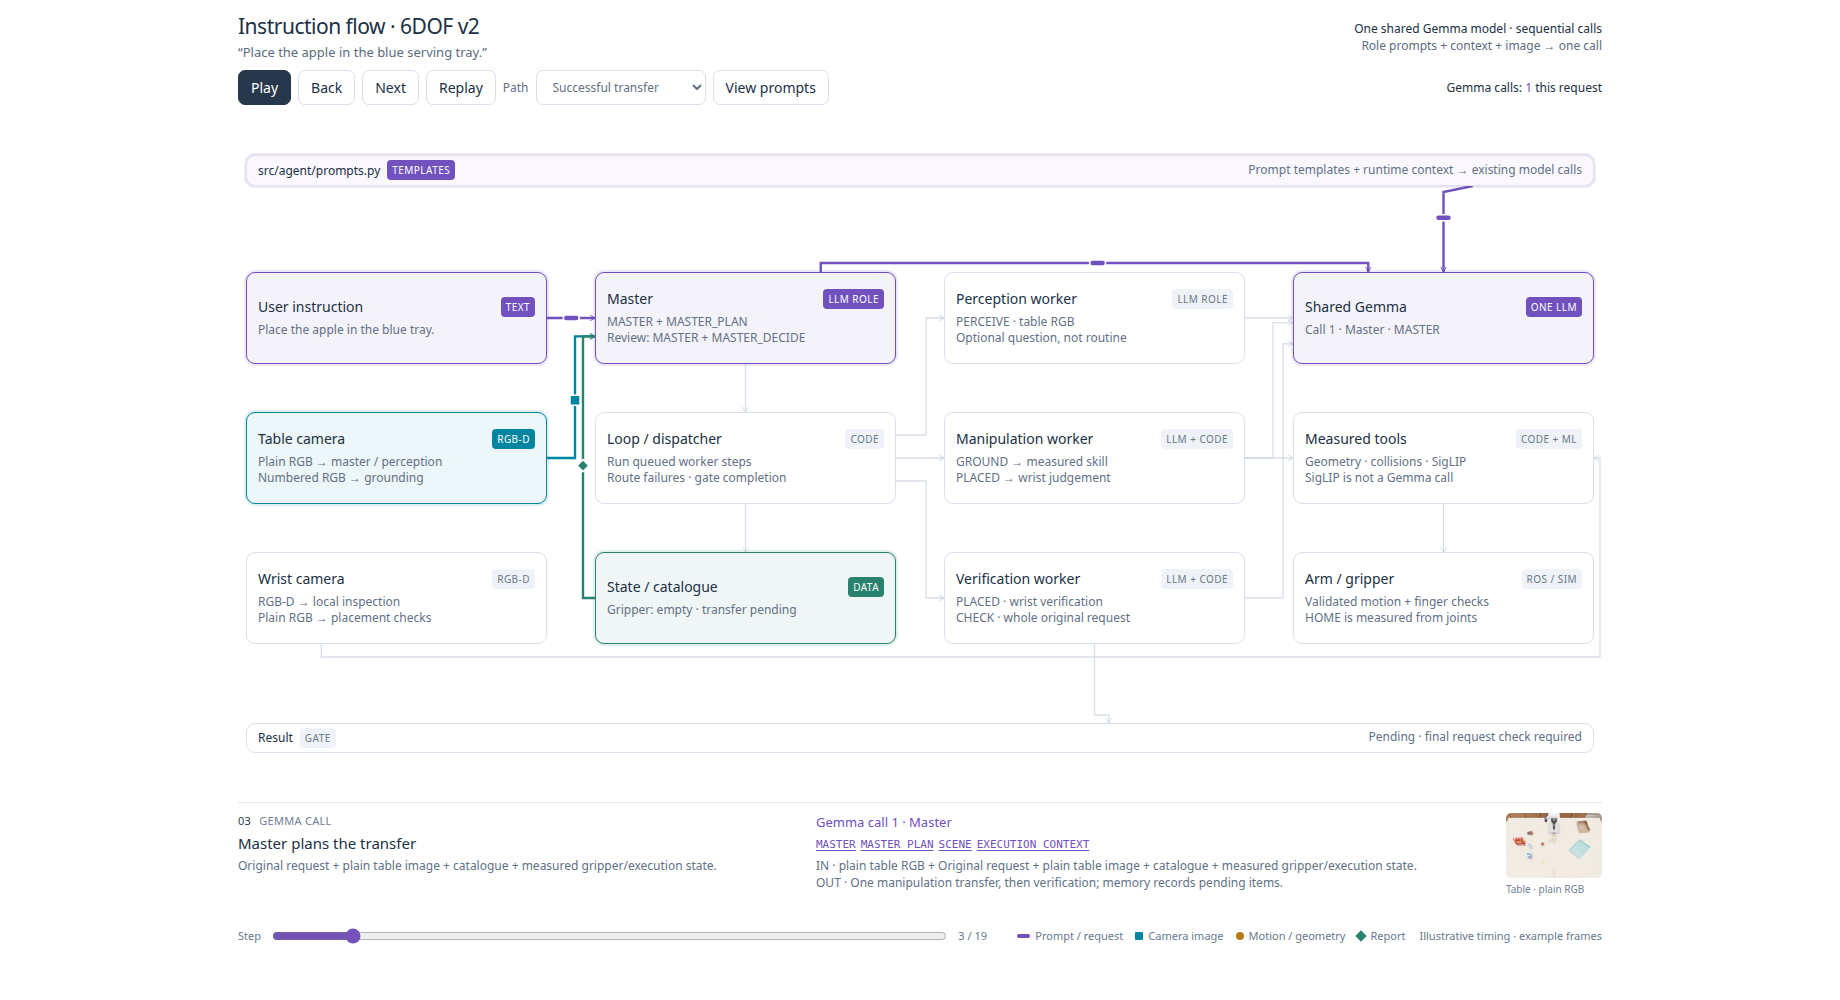 Instruction flow · 6DOF v2
“Place the apple in the blue serving tray.”
One shared Gemma model · sequential calls
Role prompts + context + image → one call
Play Back Next Replay Path Successful transfer View prompts
Gemma calls: 1 this request
src/agent/prompts.py TEMPLATES
Prompt templates + runtime context → existing model calls
User instruction TEXT
Place the apple in the blue tray.
Master LLM ROLE
MASTER + MASTER_PLAN
Review: MASTER + MASTER_DECIDE
Perception worker LLM ROLE
PERCEIVE · table RGB
Optional question, not routine
Shared Gemma ONE LLM
Call 1 · Master · MASTER
Table camera RGB-D
Plain RGB → master / perception
Numbered RGB → grounding
Loop / dispatcher CODE
Run queued worker steps
Route failures · gate completion
Manipulation worker LLM + CODE
GROUND → measured skill
PLACED → wrist judgement
Measured tools CODE + ML
Geometry · collisions · SigLIP
SigLIP is not a Gemma call
Wrist camera RGB-D
RGB-D → local inspection
Plain RGB → placement checks
State / catalogue DATA
Gripper: empty · transfer pending
Verification worker LLM + CODE
PLACED · wrist verification
CHECK · whole original request
Arm / gripper ROS / SIM
Validated motion + finger checks
HOME is measured from joints
Result GATE
Pending · final request check required
03 GEMMA CALL
Master plans the transfer
Original request + plain table image + catalogue + measured gripper/execution state.
Gemma call 1 · Master
MASTER MASTER_PLAN SCENE EXECUTION_CONTEXT
IN · plain table RGB + Original request + plain table image + catalogue + measured gripper/execution state.
OUT · One manipulation transfer, then verification; memory records pending items.
Table · plain RGB
Step 3 / 19
Prompt / request Camera image Motion / geometry Report Illustrative timing · example frames